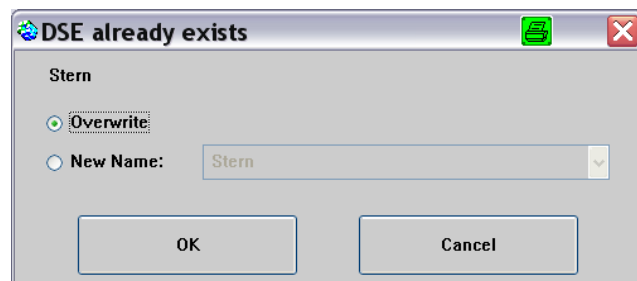 DSE already exists
Stern
Overwrite
New Name: Stern
OK Cancel